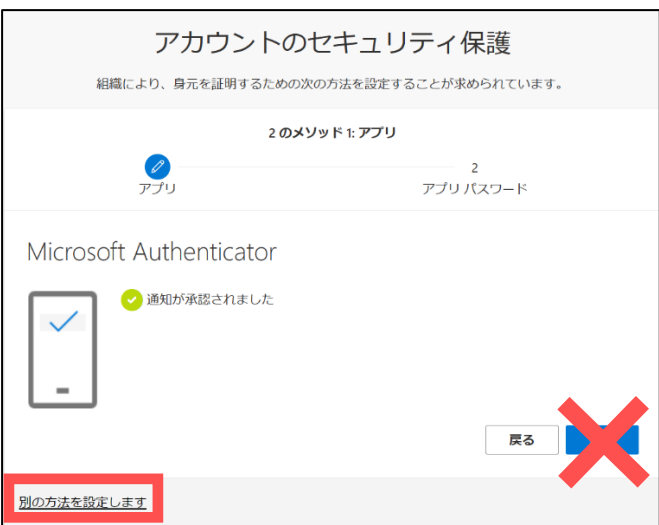 アカウントのセキュリティ保護
組織により、身元を証明するための次の方法を設定することが求められています。
2 のメソッド 1: アプリ
2
アプリ
アプリ パスワード
Microsoft Authenticator
通知が承認されました
戻る
別の方法を設定します